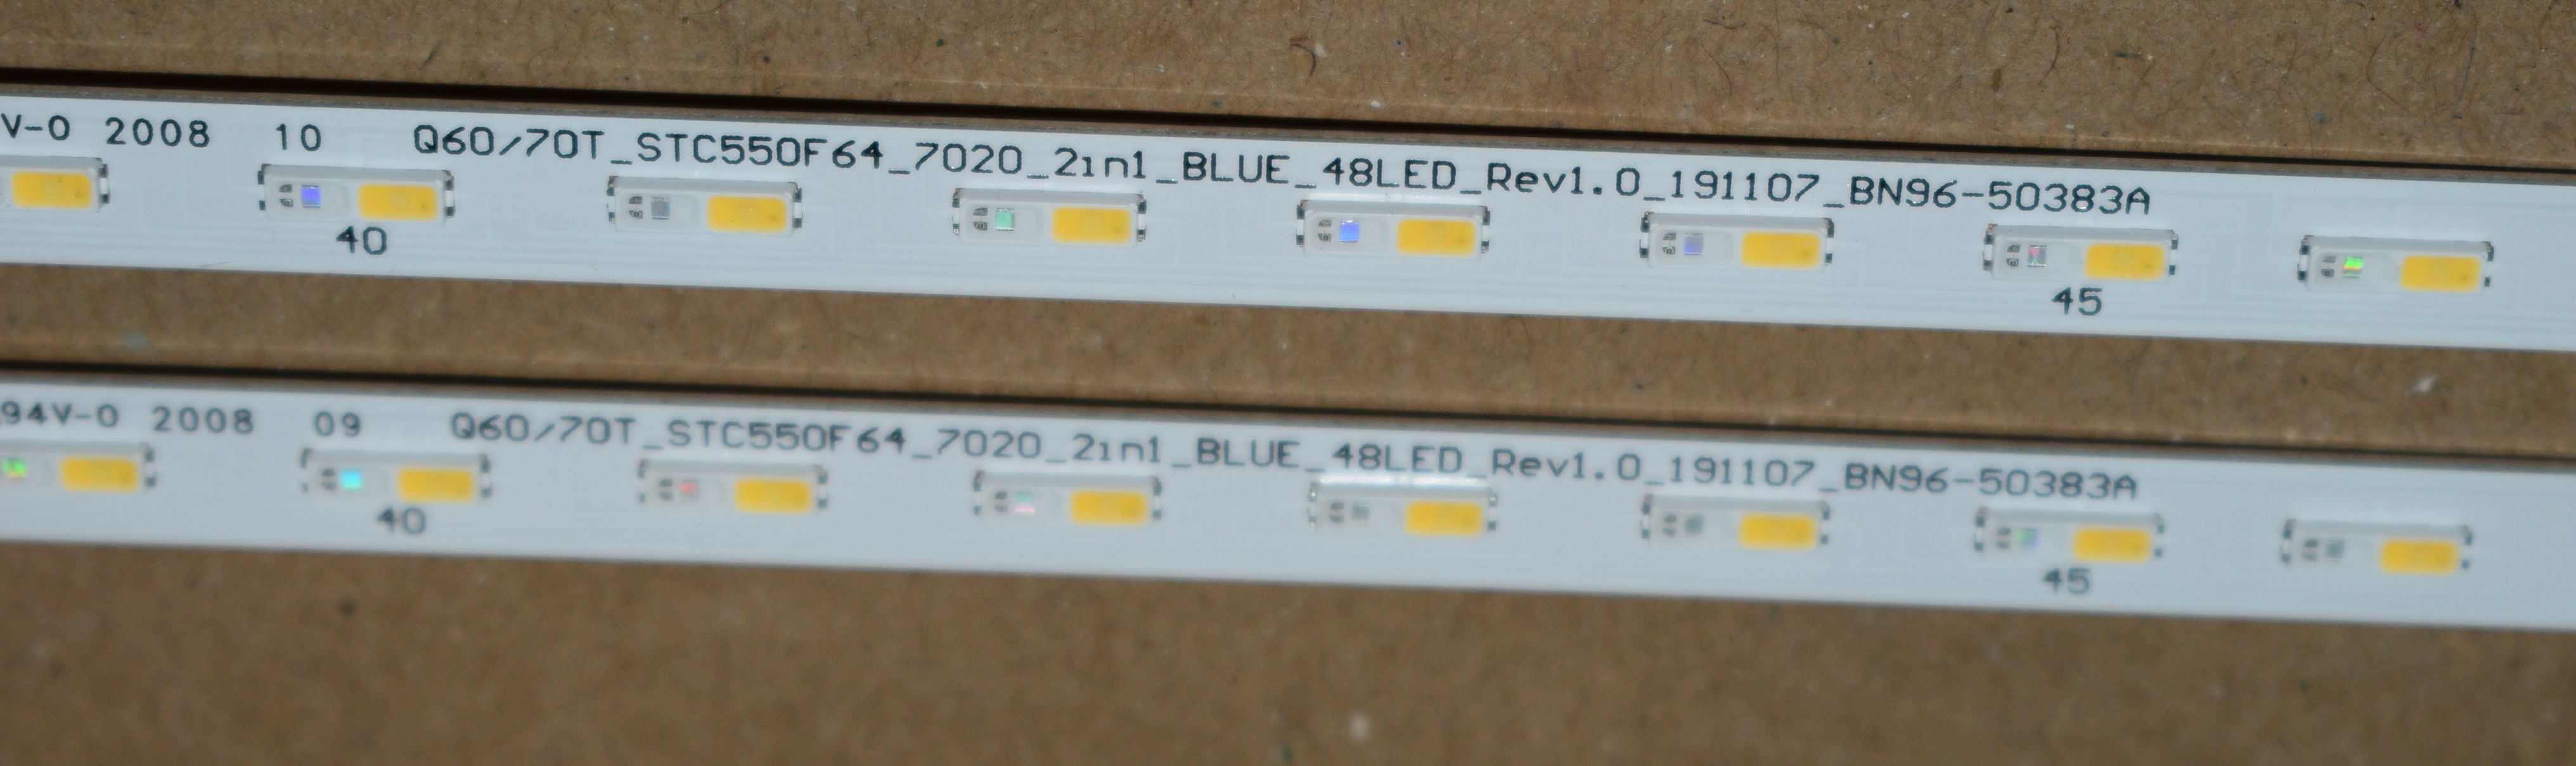 V-0 2008 10 Q60/70T_STC550F64_7020_2in1_BLUE_48LED_Rev1.0_191107_BN96-50383A
40 45
94V-0 2008 09 Q60/70T_STC550F64_7020_2in1_BLUE_48LED_Rev1.0_191107_BN96-50383A
40 45